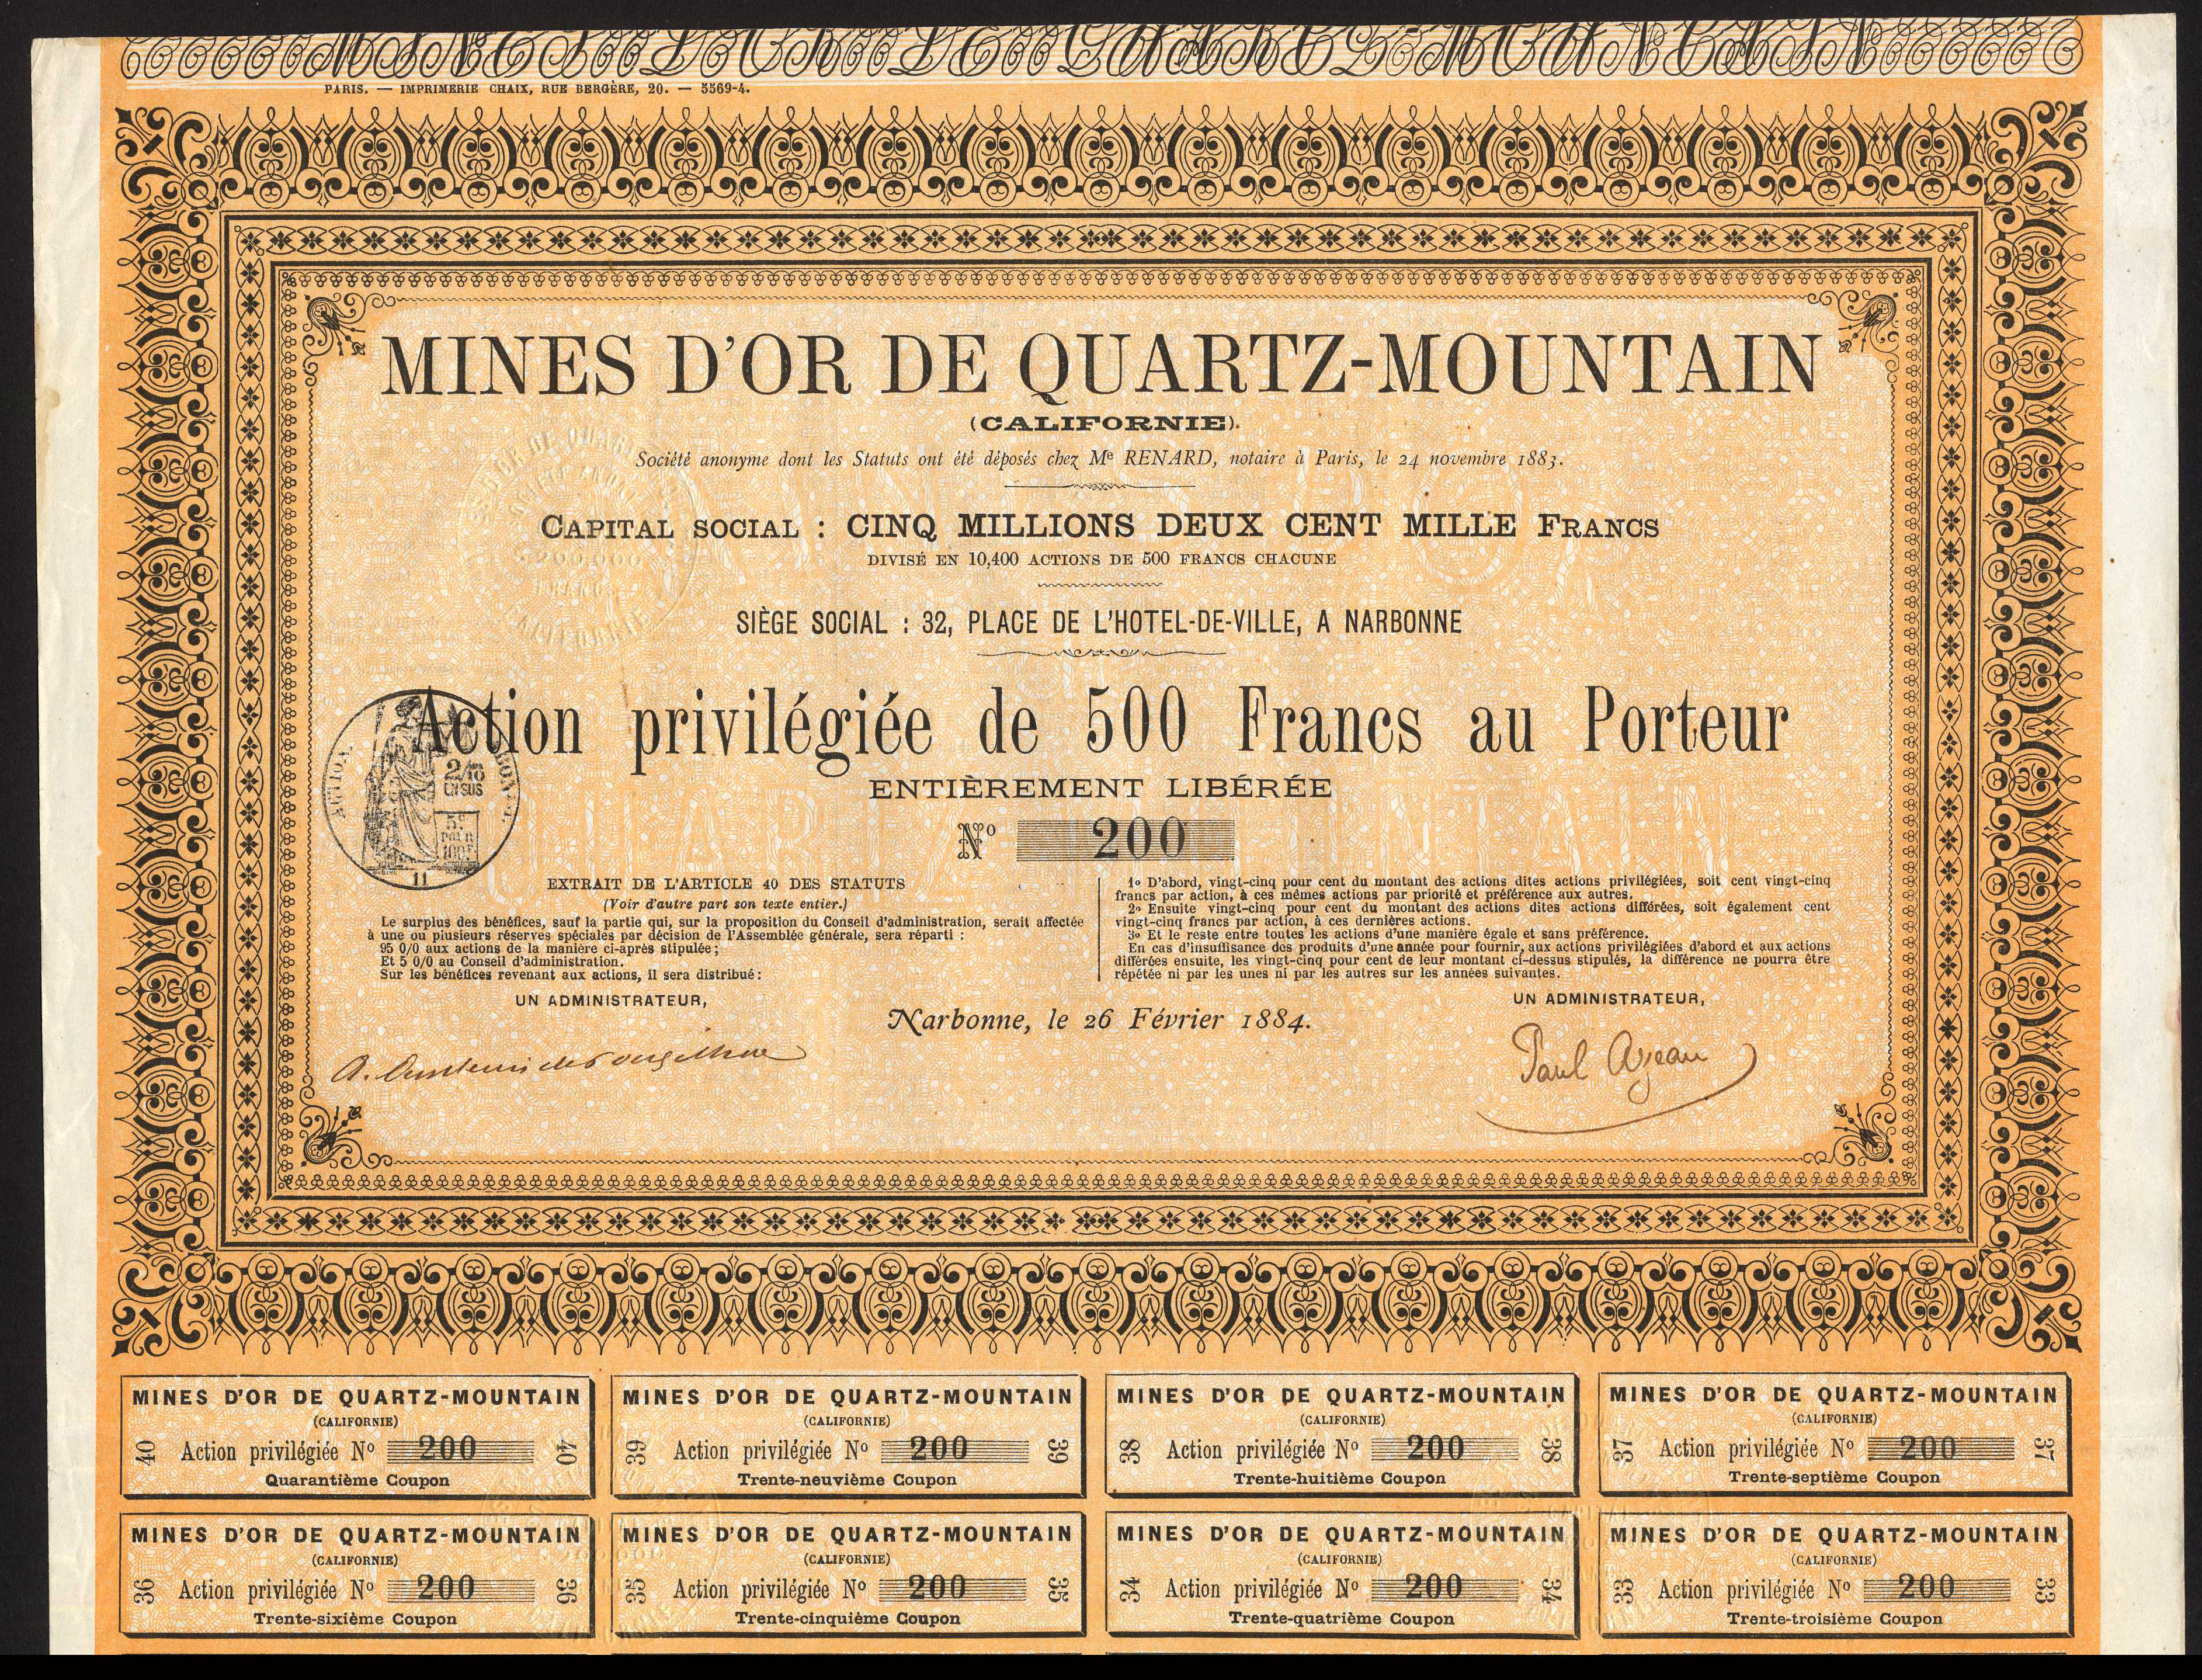 PARIS. — IMPRIMERIE CHAIX, RUE BERGÈRE, 20. — 5569-4.
MINES D'OR DE QUARTZ-MOUNTAIN
(CALIFORNIE).
Société anonyme dont les Statuts ont été déposés chez Me RENARD, notaire à Paris, le 24 novembre 1883.
CAPITAL SOCIAL : CINQ MILLIONS DEUX CENT MILLE FRANCS
DIVISÉ EN 10,400 ACTIONS DE 500 FRANCS CHACUNE
SIÈGE SOCIAL : 32, PLACE DE L'HOTEL-DE-VILLE, A NARBONNE
Action privilégiée de 500 Francs au Porteur
ENTIÈREMENT LIBÉRÉE
No 200
ACTION.
2/10
EN SUS
5c
POUR
100f
11
EXTRAIT DE L'ARTICLE 40 DES STATUTS
(Voir d'autre part son texte entier.)
Le surplus des bénéfices, sauf la partie qui, sur la proposition du Conseil d'administration, serait affectée
à une ou plusieurs réserves spéciales par décision de l'Assemblée générale, sera réparti :
95 0/0 aux actions de la manière ci-après stipulée;
Et 5 0/0 au Conseil d'administration.
Sur les bénéfices revenant aux actions, il sera distribué:
1o D'abord, vingt-cinq pour cent du montant des actions dites actions privilégiées, soit cent vingt-cinq
francs par action, à ces mêmes actions par priorité et préférence aux autres.
2o Ensuite vingt-cinq pour cent du montant des actions dites actions différées, soit également cent
vingt-cinq francs par action, à ces dernières actions.
3o Et le reste entre toutes les actions d'une manière égale et sans préférence.
En cas d'insuffisance des produits d'une année pour fournir, aux actions privilégiées d'abord et aux actions
différées ensuite, les vingt-cinq pour cent de leur montant ci-dessus stipulés, la différence ne pourra être
répétée ni par les unes ni par les autres sur les années suivantes.
UN ADMINISTRATEUR,
Narbonne, le 26 Février 1884.
UN ADMINISTRATEUR,
Paul Ajeau
MINES D'OR DE QUARTZ-MOUNTAIN
(CALIFORNIE)
40 Action privilégiée No 200 40
Quarantième Coupon
MINES D'OR DE QUARTZ-MOUNTAIN
(CALIFORNIE)
39 Action privilégiée No 200 39
Trente-neuvième Coupon
MINES D'OR DE QUARTZ-MOUNTAIN
(CALIFORNIE)
38 Action privilégiée No 200 38
Trente-huitième Coupon
MINES D'OR DE QUARTZ-MOUNTAIN
(CALIFORNIE)
37 Action privilégiée No 200 37
Trente-septième Coupon
MINES D'OR DE QUARTZ-MOUNTAIN
(CALIFORNIE)
36 Action privilégiée No 200 36
Trente-sixième Coupon
MINES D'OR DE QUARTZ-MOUNTAIN
(CALIFORNIE)
35 Action privilégiée No 200 35
Trente-cinquième Coupon
MINES D'OR DE QUARTZ-MOUNTAIN
(CALIFORNIE)
34 Action privilégiée No 200 34
Trente-quatrième Coupon
MINES D'OR DE QUARTZ-MOUNTAIN
(CALIFORNIE)
33 Action privilégiée No 200 33
Trente-troisième Coupon